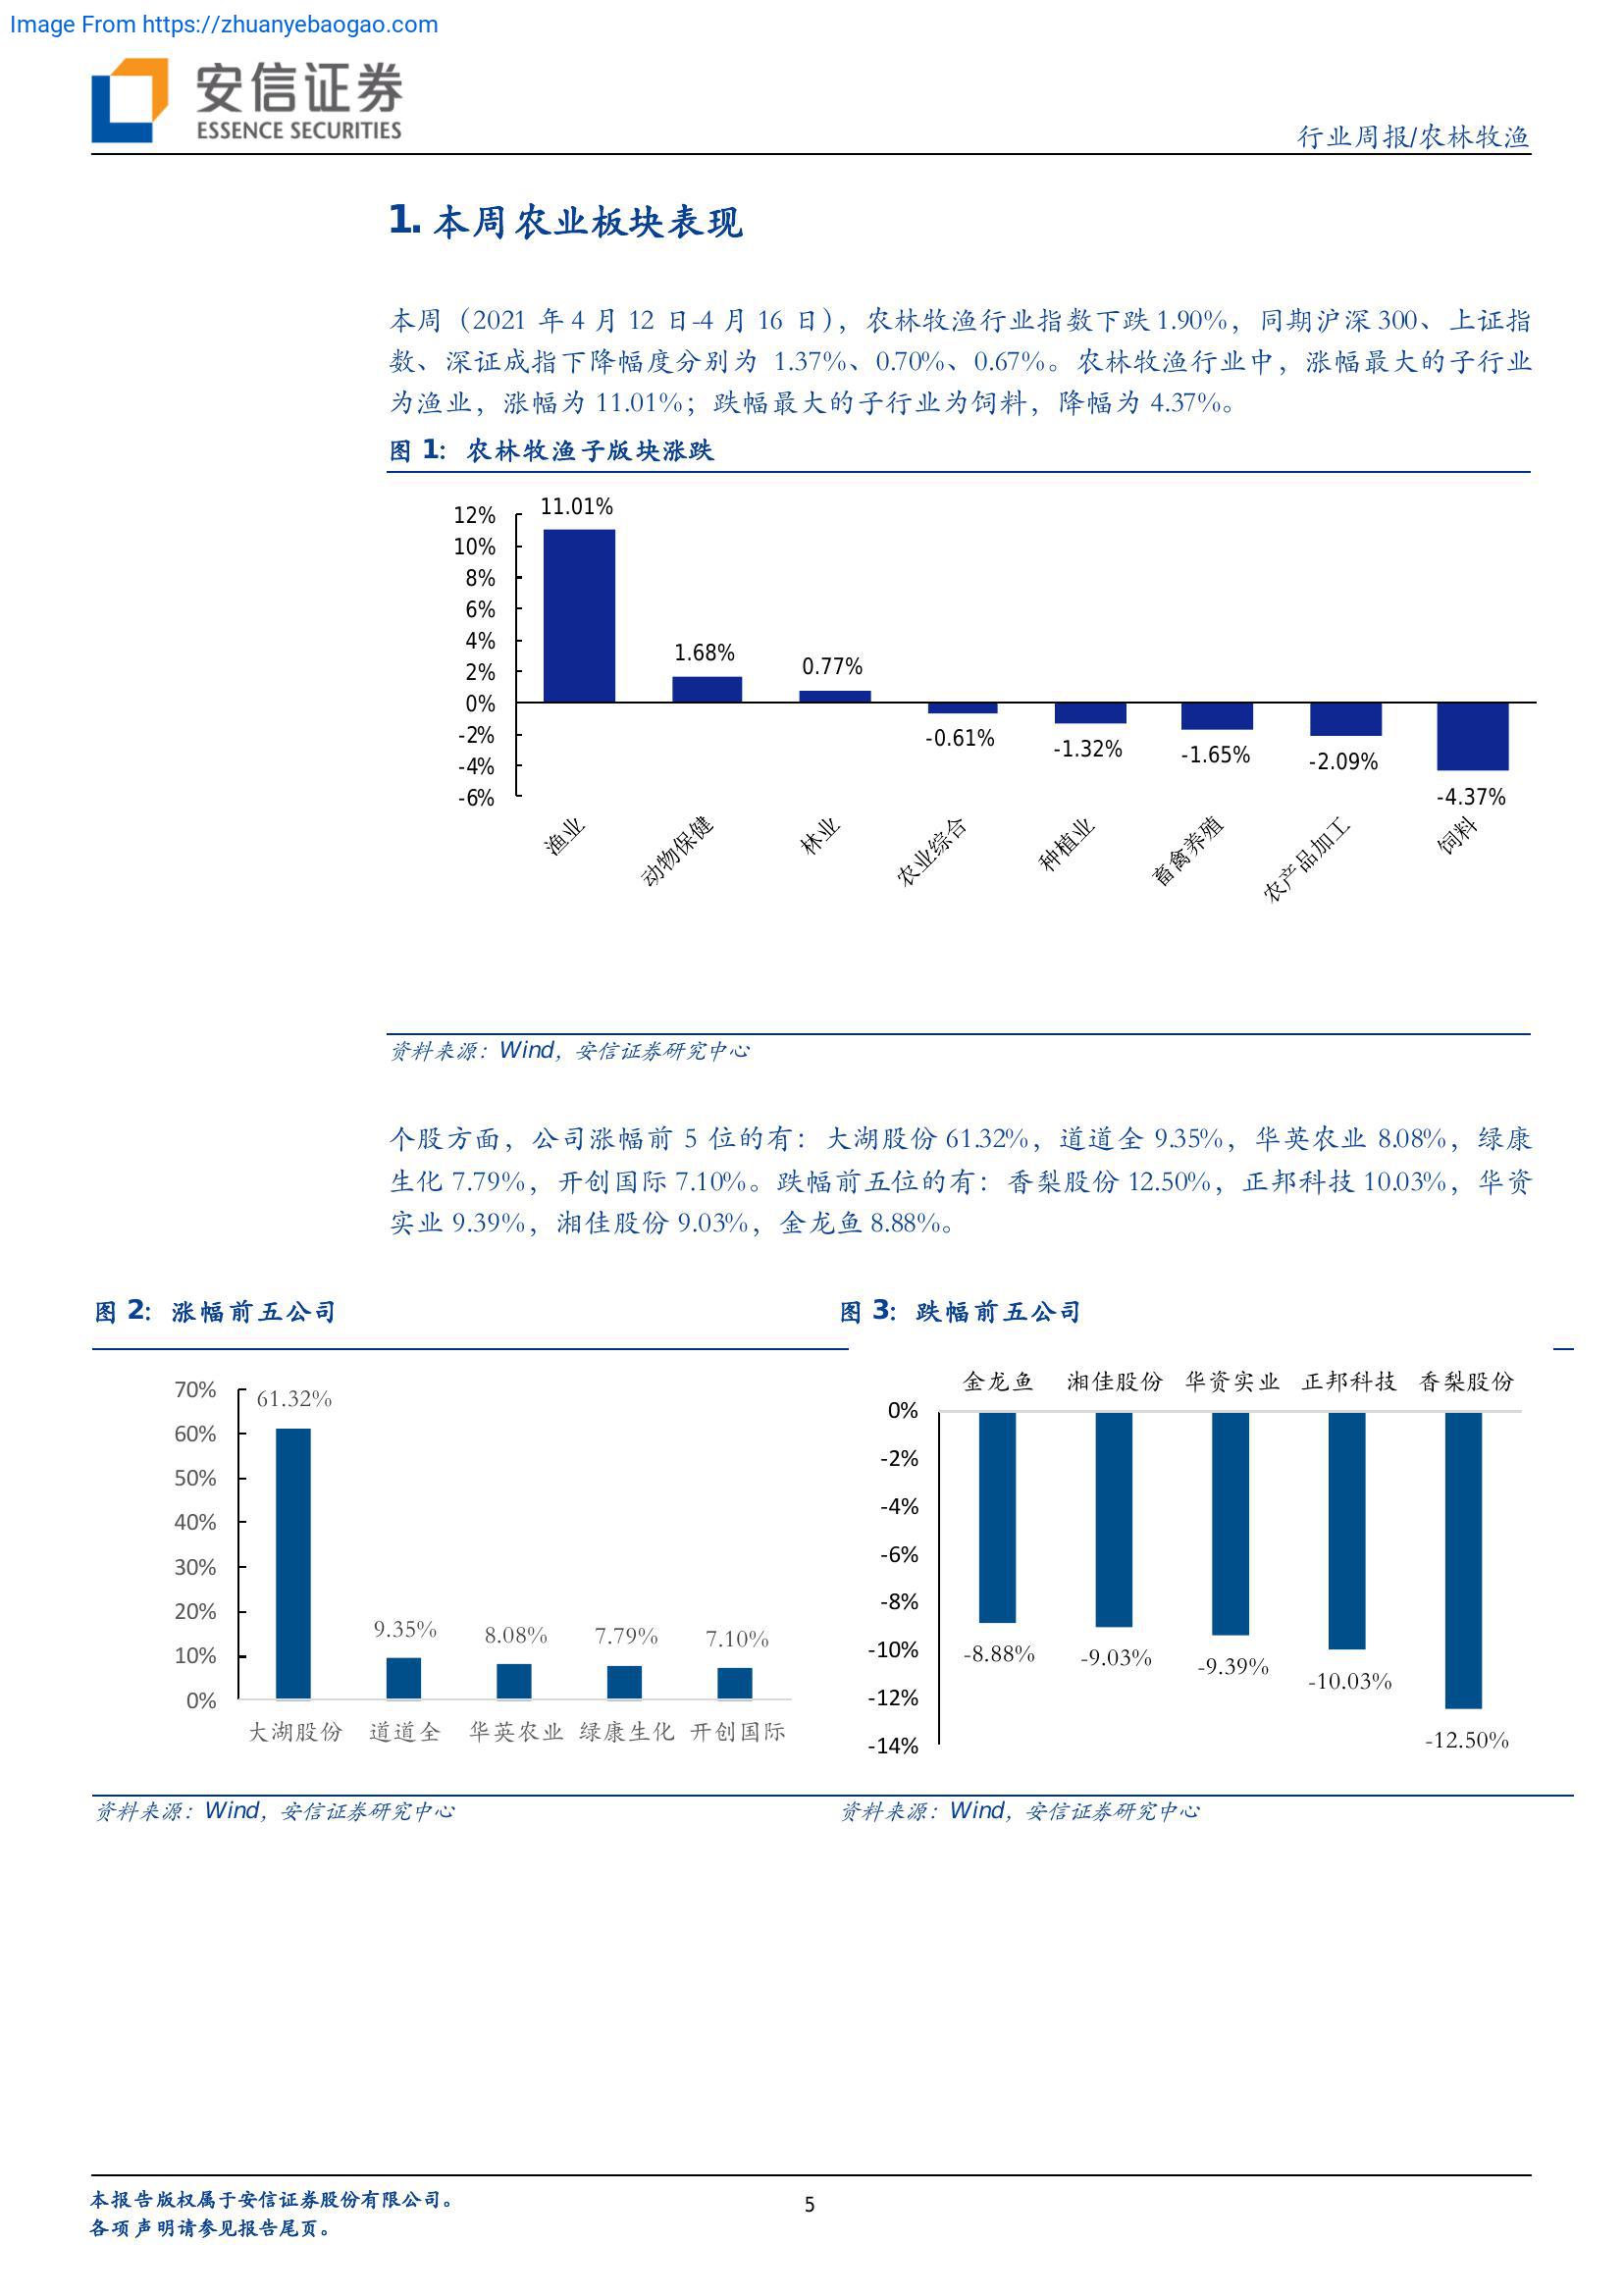 Image From https://zhuanyebaogao.com
安信证券
ESSENCE SECURITIES
行业周报/农林牧渔
1. 本周农业板块表现
本周（2021 年 4 月 12 日-4 月 16 日），农林牧渔行业指数下跌 1.90%，同期沪深 300、上证指
数、深证成指下降幅度分别为 1.37%、0.70%、0.67%。农林牧渔行业中，涨幅最大的子行业
为渔业，涨幅为 11.01%；跌幅最大的子行业为饲料，降幅为 4.37%。
图 1：农林牧渔子版块涨跌
12%
10%
8%
6%
4%
2%
0%
-2%
-4%
-6%
11.01%
1.68%
0.77%
-0.61%
-1.32%
-1.65%
-2.09%
-4.37%
渔业
动物保健
林业
农业综合
种植业
畜禽养殖
农产品加工
饲料
资料来源：Wind，安信证券研究中心
个股方面，公司涨幅前 5 位的有：大湖股份 61.32%，道道全 9.35%，华英农业 8.08%，绿康
生化 7.79%，开创国际 7.10%。跌幅前五位的有：香梨股份 12.50%，正邦科技 10.03%，华资
实业 9.39%，湘佳股份 9.03%，金龙鱼 8.88%。
图 2：涨幅前五公司
70%
60%
50%
40%
30%
20%
10%
0%
61.32%
9.35%
8.08%
7.79%
7.10%
大湖股份
道道全
华英农业
绿康生化
开创国际
资料来源：Wind，安信证券研究中心
图 3：跌幅前五公司
金龙鱼
湘佳股份
华资实业
正邦科技
香梨股份
0%
-2%
-4%
-6%
-8%
-10%
-12%
-14%
-8.88%
-9.03%
-9.39%
-10.03%
-12.50%
资料来源：Wind，安信证券研究中心
本报告版权属于安信证券股份有限公司。
各项声明请参见报告尾页。
5